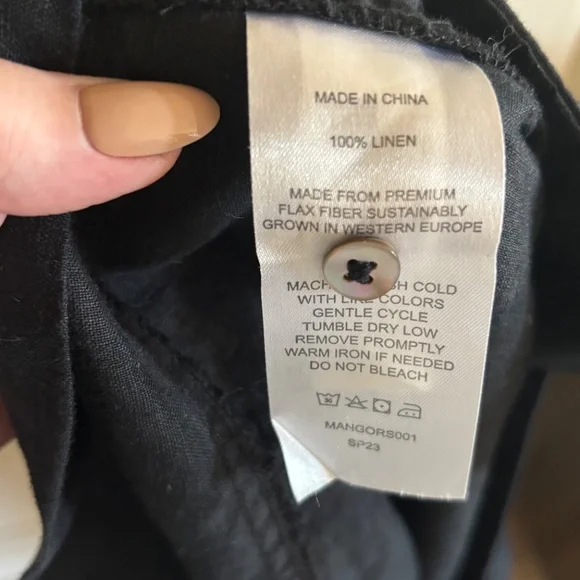 MADE IN CHINA
100% LINEN
MADE FROM PREMIUM
FLAX FIBER SUSTAINABLY
GROWN IN WESTERN EUROPE
COLD
WITH COLORS
GENTLE CYCLE
TUMBLE DRY LOW
REMOVE PROMPTLY
WARM IRON IF NEEDED
DO NOT BLEACH
MANGORS001
SP23